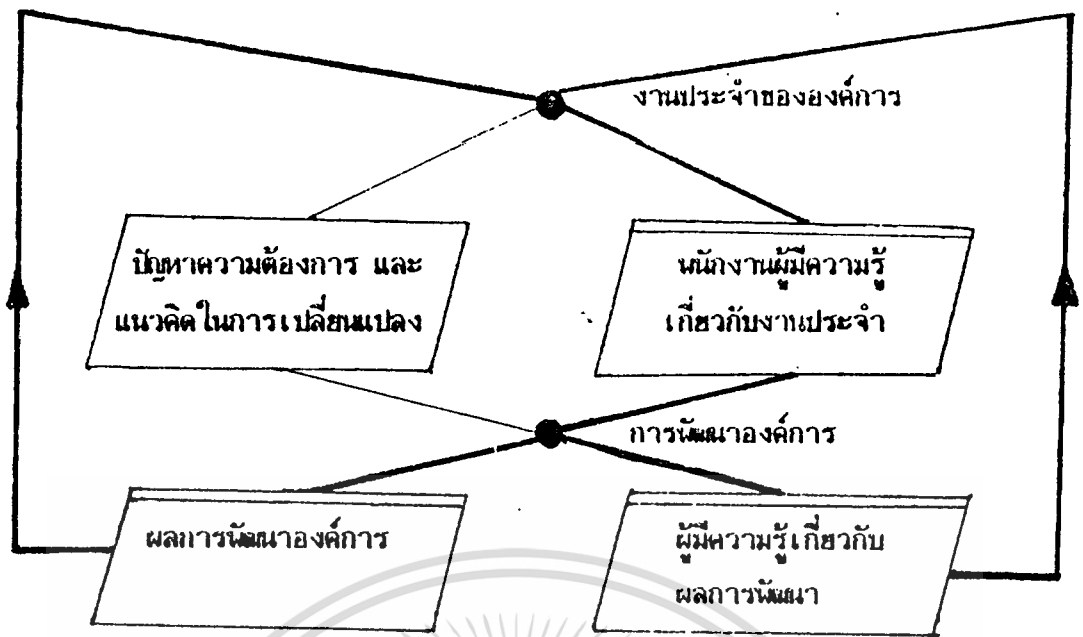 งานประจำขององค์การ
ปัญหาความต้องการ และ
แนวคิดในการเปลี่ยนแปลง
พนักงานผู้มีความรู้
เกี่ยวกับงานประจำ
การพัฒนาองค์การ
ผลการพัฒนาองค์การ
ผู้มีความรู้เกี่ยวกับ
ผลการพัฒนา